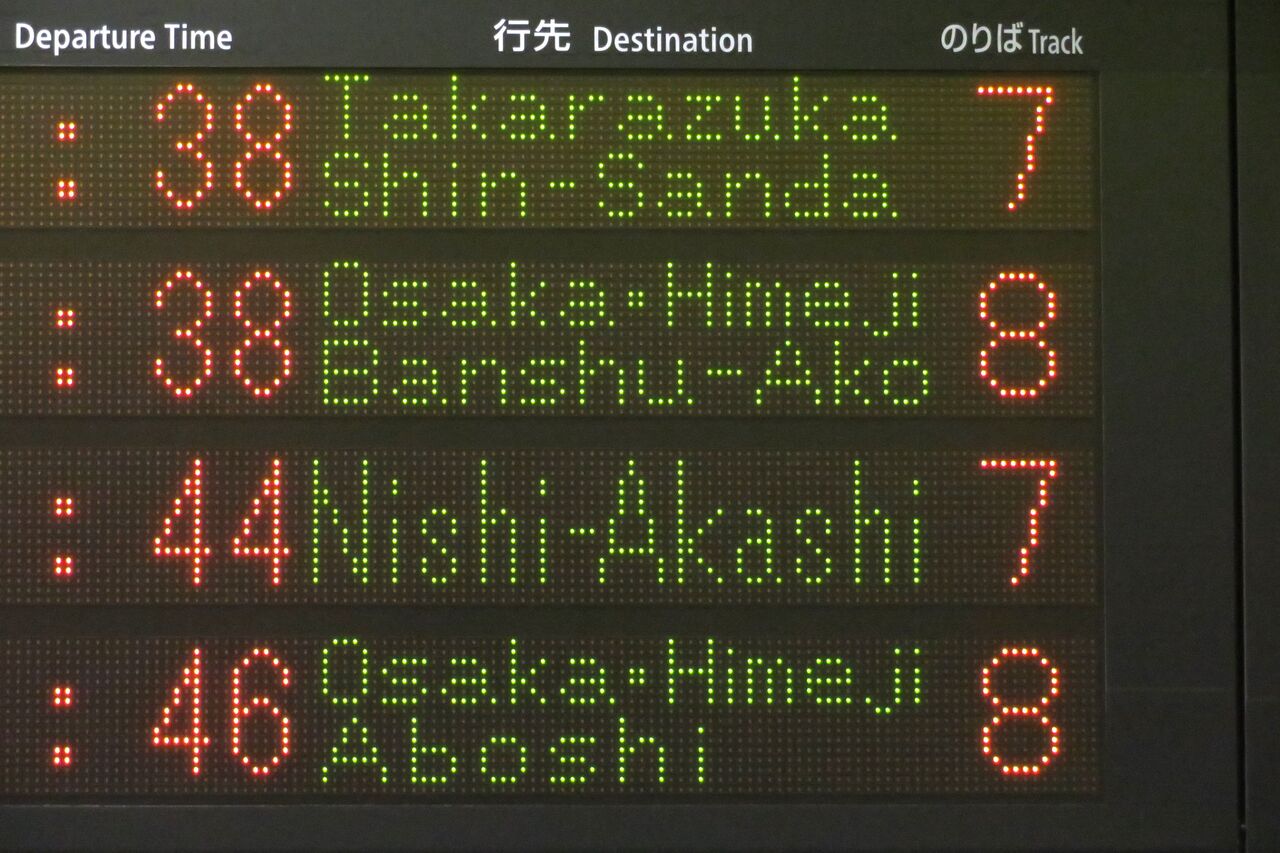 Departure Time 行先 Destination のりば Track
: 38 Takarazuka 7
Shin-Sanda
: 38 Osaka・Himeji 8
Banshu-Ako
: 44 Nishi-Akashi 7
: 46 Osaka・Himeji 8
Aboshi